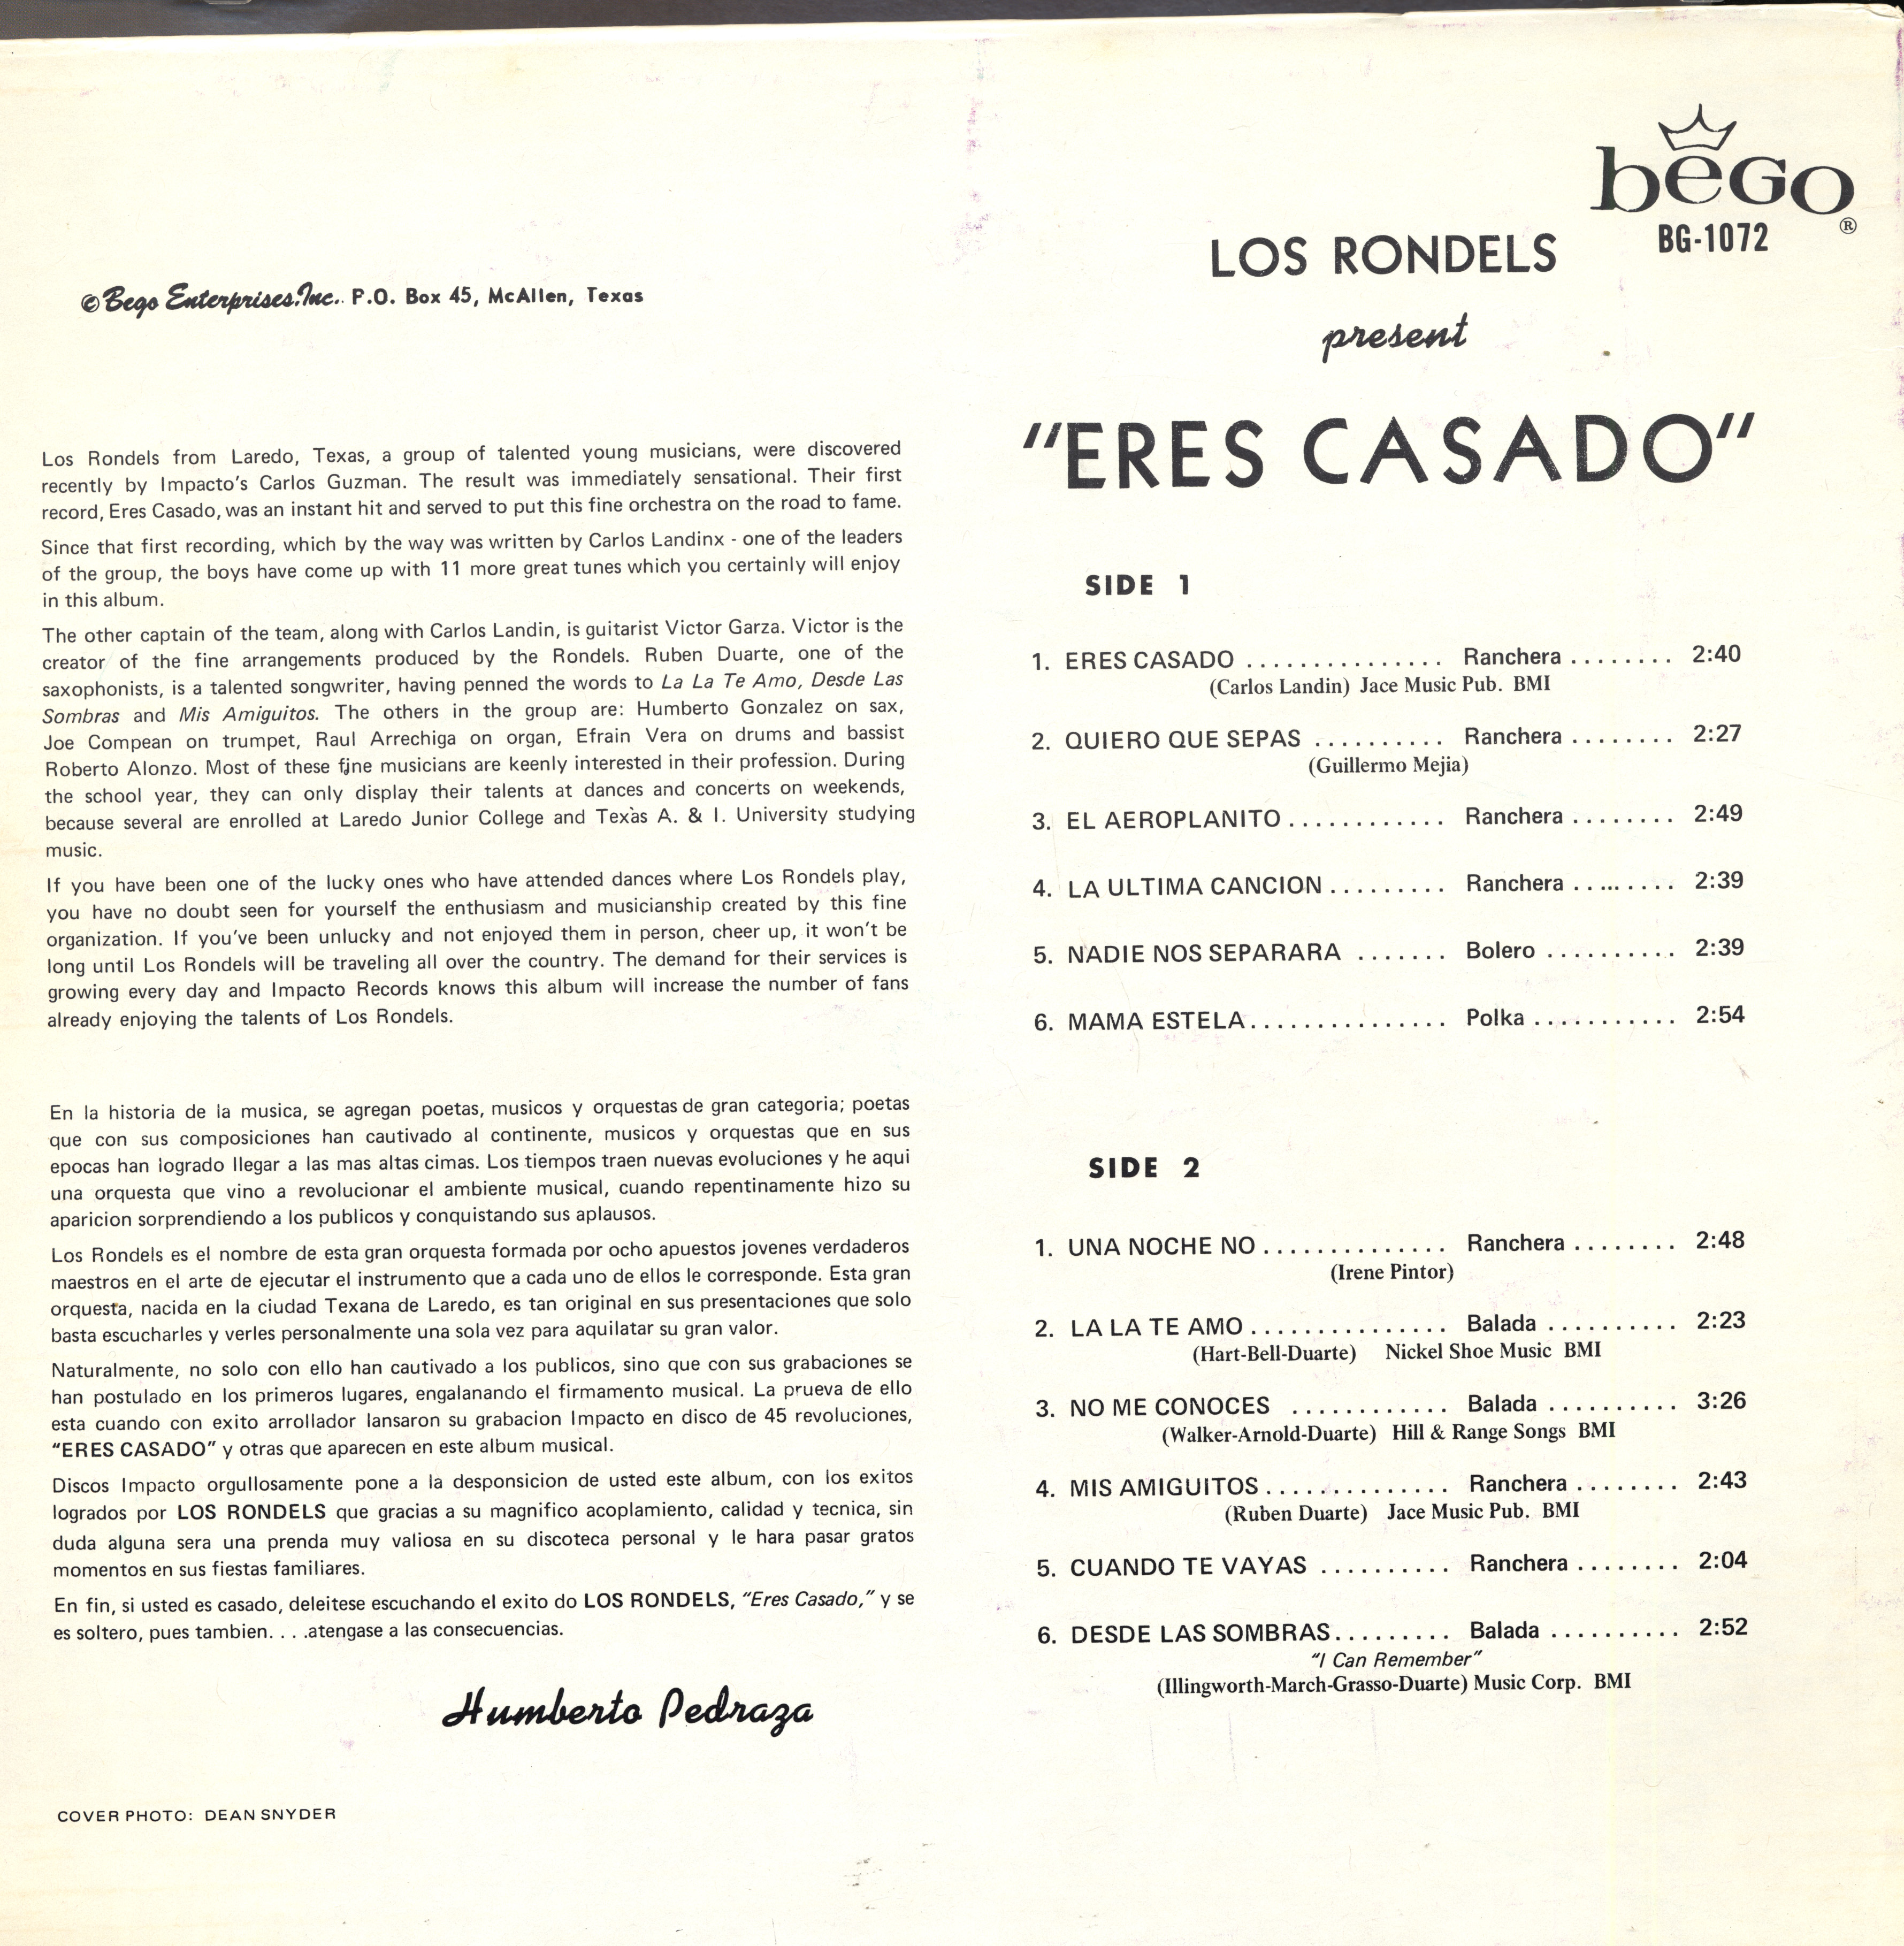 © Bego Enterprises, Inc. P.O. Box 45, McAllen, Texas
Los Rondels from Laredo, Texas, a group of talented young musicians, were discovered
recently by Impacto's Carlos Guzman. The result was immediately sensational. Their first
record, Eres Casado, was an instant hit and served to put this fine orchestra on the road to fame.
Since that first recording, which by the way was written by Carlos Landinx - one of the leaders
of the group, the boys have come up with 11 more great tunes which you certainly will enjoy
in this album.
The other captain of the team, along with Carlos Landin, is guitarist Victor Garza. Victor is the
creator of the fine arrangements produced by the Rondels. Ruben Duarte, one of the
saxophonists, is a talented songwriter, having penned the words to La La Te Amo, Desde Las
Sombras and Mis Amiguitos. The others in the group are: Humberto Gonzalez on sax,
Joe Compean on trumpet, Raul Arrechiga on organ, Efrain Vera on drums and bassist
Roberto Alonzo. Most of these fine musicians are keenly interested in their profession. During
the school year, they can only display their talents at dances and concerts on weekends,
because several are enrolled at Laredo Junior College and Texas A. & I. University studying
music.
If you have been one of the lucky ones who have attended dances where Los Rondels play,
you have no doubt seen for yourself the enthusiasm and musicianship created by this fine
organization. If you've been unlucky and not enjoyed them in person, cheer up, it won't be
long until Los Rondels will be traveling all over the country. The demand for their services is
growing every day and Impacto Records knows this album will increase the number of fans
already enjoying the talents of Los Rondels.
En la historia de la musica, se agregan poetas, musicos y orquestas de gran categoria; poetas
que con sus composiciones han cautivado al continente, musicos y orquestas que en sus
epocas han logrado llegar a las mas altas cimas. Los tiempos traen nuevas evoluciones y he aqui
una orquesta que vino a revolucionar el ambiente musical, cuando repentinamente hizo su
aparicion sorprendiendo a los publicos y conquistando sus aplausos.
Los Rondels es el nombre de esta gran orquesta formada por ocho apuestos jovenes verdaderos
maestros en el arte de ejecutar el instrumento que a cada uno de ellos le corresponde. Esta gran
orquesta, nacida en la ciudad Texana de Laredo, es tan original en sus presentaciones que solo
basta escucharles y verles personalmente una sola vez para aquilatar su gran valor.
Naturalmente, no solo con ello han cautivado a los publicos, sino que con sus grabaciones se
han postulado en los primeros lugares, engalanando el firmamento musical. La prueva de ello
esta cuando con exito arrollador lansaron su grabacion Impacto en disco de 45 revoluciones,
"ERES CASADO" y otras que aparecen en este album musical.
Discos Impacto orgullosamente pone a la desponsicion de usted este album, con los exitos
logrados por LOS RONDELS que gracias a su magnifico acoplamiento, calidad y tecnica, sin
duda alguna sera una prenda muy valiosa en su discoteca personal y le hara pasar gratos
momentos en sus fiestas familiares.
En fin, si usted es casado, deleitese escuchando el exito do LOS RONDELS, "Eres Casado," y se
es soltero, pues tambien. . . .atengase a las consecuencias.
Humberto Pedraza
COVER PHOTO: DEAN SNYDER
bego ®
BG-1072
LOS RONDELS
present
"ERES CASADO"
SIDE 1
1. ERES CASADO . . . . . . . . . . . . . . . Ranchera . . . . . . . . 2:40
(Carlos Landin) Jace Music Pub. BMI
2. QUIERO QUE SEPAS . . . . . . . . . . Ranchera . . . . . . . . 2:27
(Guillermo Mejia)
3. EL AEROPLANITO . . . . . . . . . . . . Ranchera . . . . . . . . 2:49
4. LA ULTIMA CANCION . . . . . . . . . Ranchera . . . . . . . . . 2:39
5. NADIE NOS SEPARARA . . . . . . . Bolero . . . . . . . . . . 2:39
6. MAMA ESTELA . . . . . . . . . . . . . . . Polka . . . . . . . . . . . 2:54
SIDE 2
1. UNA NOCHE NO . . . . . . . . . . . . . . Ranchera . . . . . . . . 2:48
(Irene Pintor)
2. LA LA TE AMO . . . . . . . . . . . . . . . Balada . . . . . . . . . . 2:23
(Hart-Bell-Duarte) Nickel Shoe Music BMI
3. NO ME CONOCES . . . . . . . . . . . . Balada . . . . . . . . . . 3:26
(Walker-Arnold-Duarte) Hill & Range Songs BMI
4. MIS AMIGUITOS . . . . . . . . . . . . . . Ranchera . . . . . . . . 2:43
(Ruben Duarte) Jace Music Pub. BMI
5. CUANDO TE VAYAS . . . . . . . . . . Ranchera . . . . . . . . 2:04
6. DESDE LAS SOMBRAS . . . . . . . . . Balada . . . . . . . . . . 2:52
"I Can Remember"
(Illingworth-March-Grasso-Duarte) Music Corp. BMI